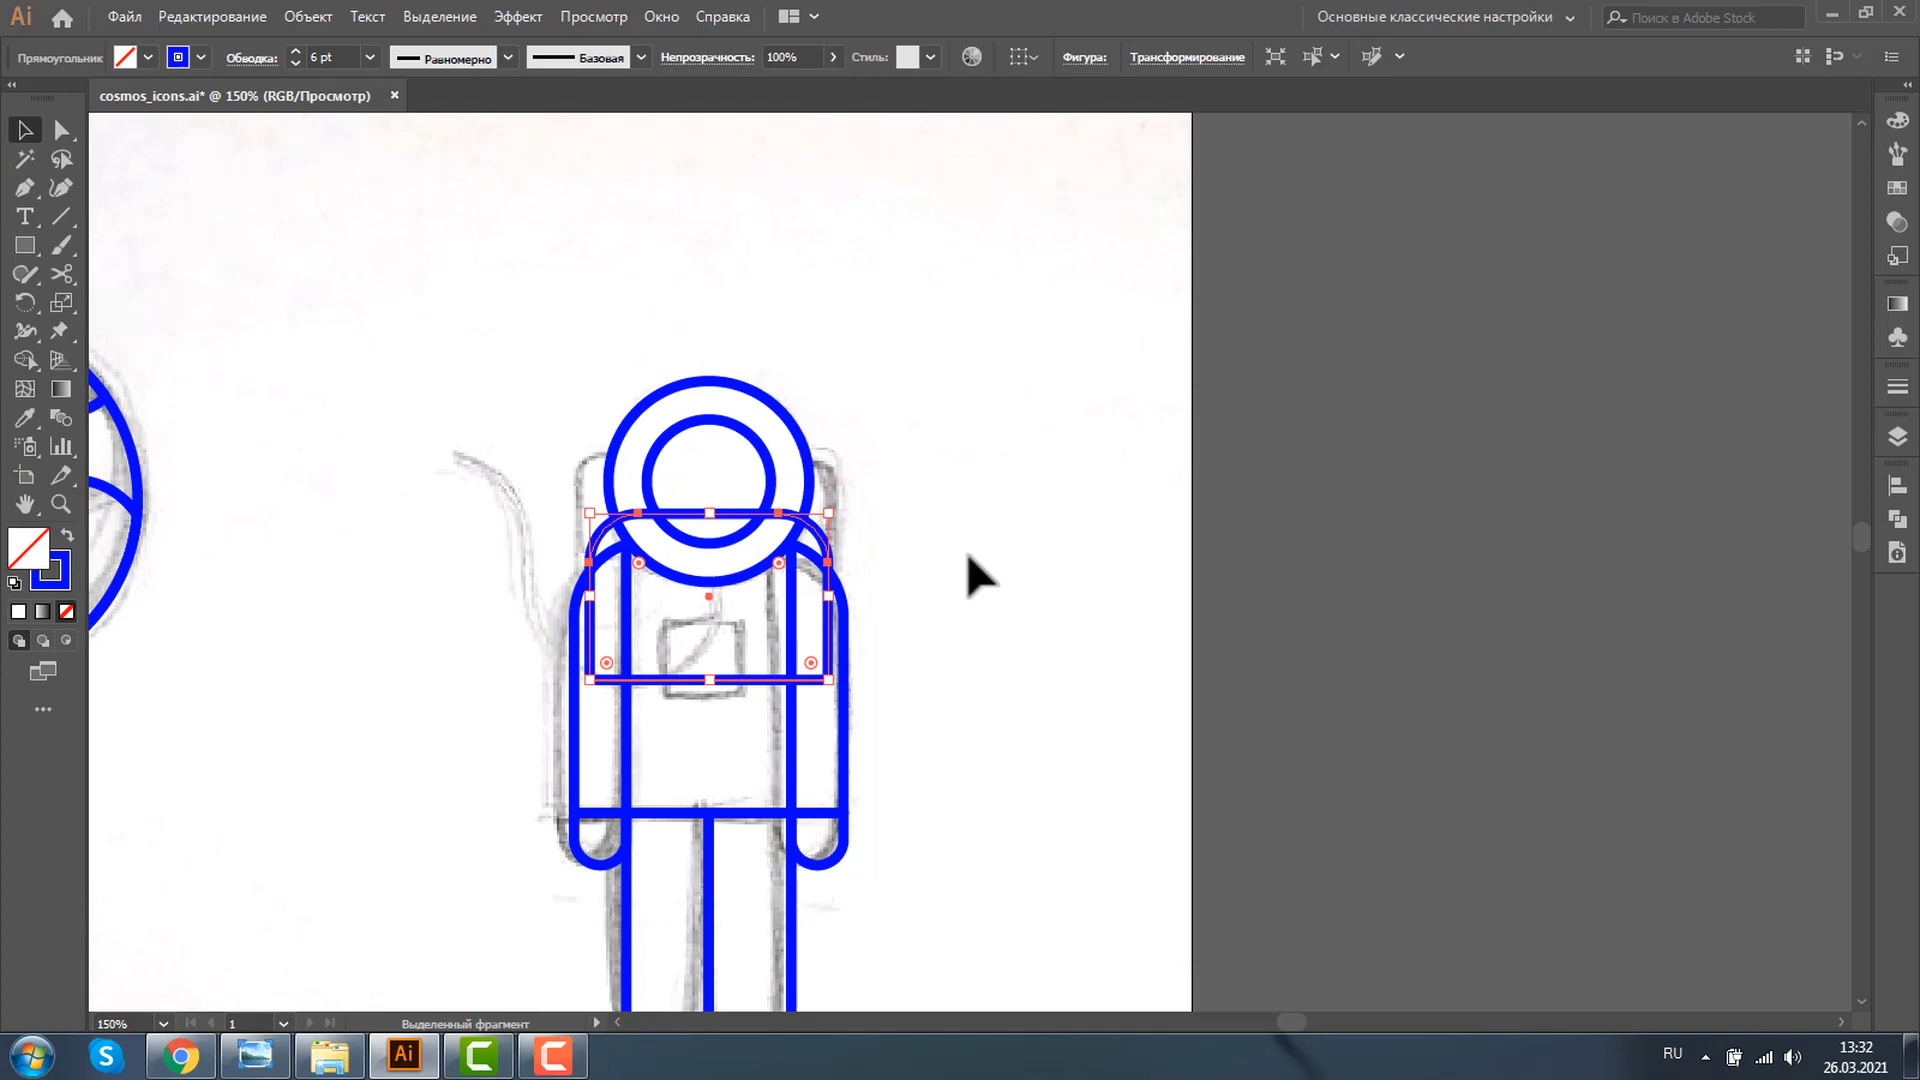 Ai Файл Редактирование Объект Текст Выделение Эффект Просмотр Окно Справка Основные классические настройки Поиск в Adobe Stock
Прямоугольник Обводка: 6 pt Равномерно Базовая Непрозрачность: 100% Стиль: Фигура: Трансформирование
cosmos_icons.ai* @ 150% (RGB/Просмотр)
150% 1 Выделенный фрагмент
Ai RU 13:32
26.03.2021